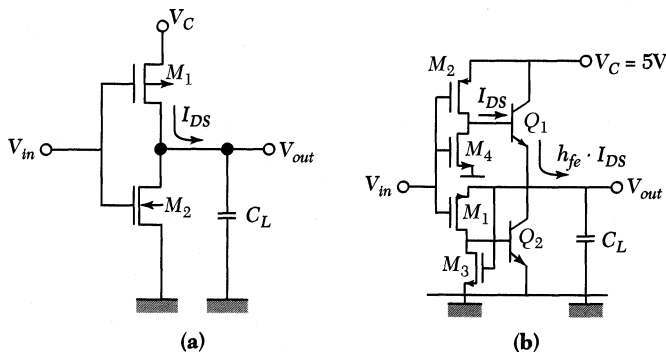 V_C
M_1
I_DS
V_in
V_out
M_2
C_L
(a)
M_2
V_C = 5V
I_DS
Q_1
M_4
h_fe · I_DS
V_in
M_1
V_out
Q_2
C_L
M_3
(b)